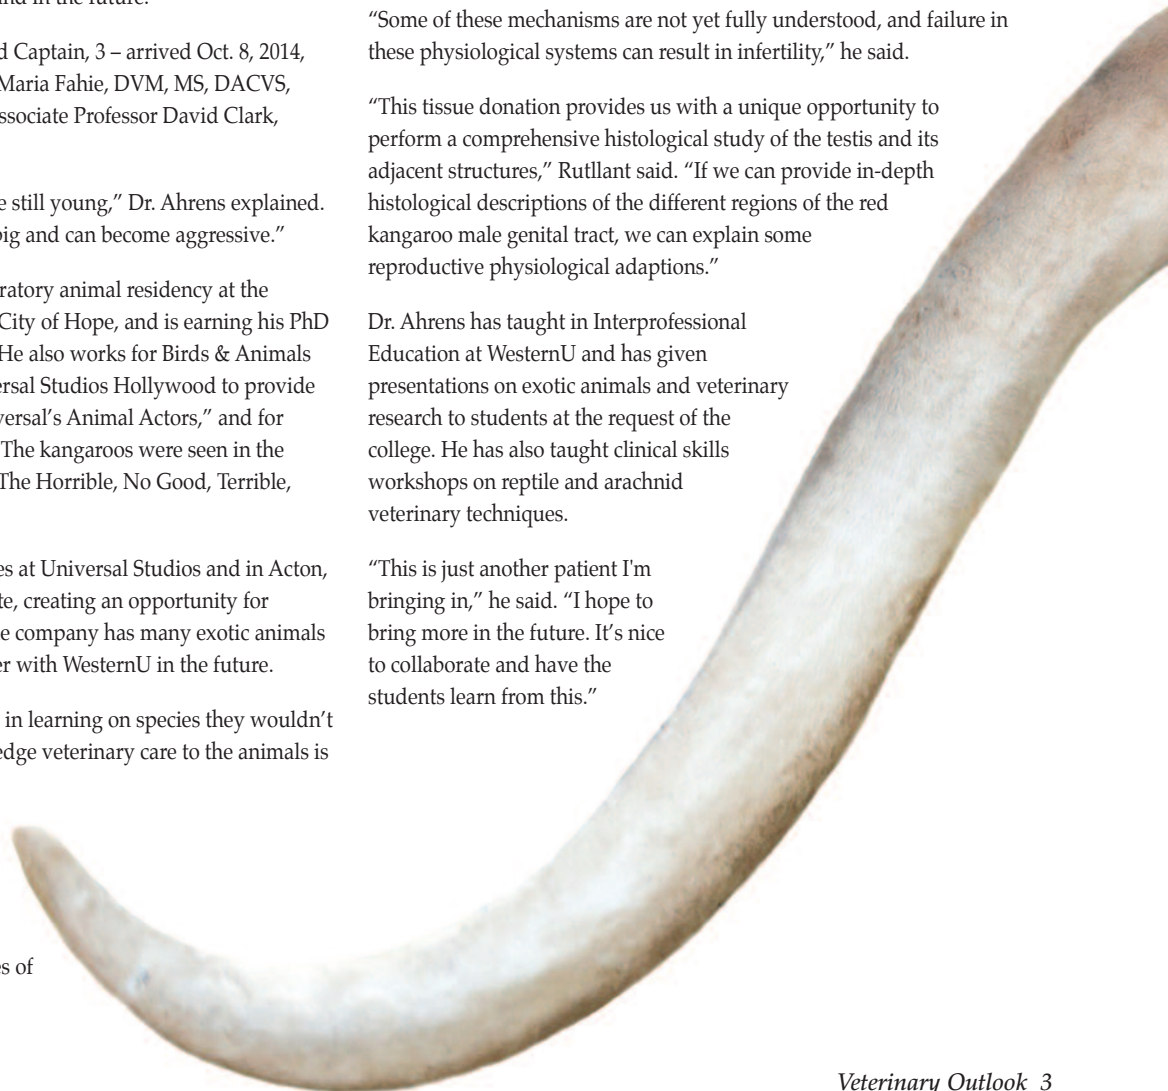 and in the future.
d Captain, 3 – arrived Oct. 8, 2014,
Maria Fahie, DVM, MS, DACVS,
ssociate Professor David Clark,
e still young,” Dr. Ahrens explained.
big and can become aggressive.”
ratory animal residency at the
City of Hope, and is earning his PhD
He also works for Birds & Animals
ersal Studios Hollywood to provide
versal’s Animal Actors,” and for
The kangaroos were seen in the
The Horrible, No Good, Terrible,
es at Universal Studios and in Acton,
te, creating an opportunity for
e company has many exotic animals
er with WesternU in the future.
in learning on species they wouldn’t
edge veterinary care to the animals is
es of
“Some of these mechanisms are not yet fully understood, and failure in
these physiological systems can result in infertility,” he said.
“This tissue donation provides us with a unique opportunity to
perform a comprehensive histological study of the testis and its
adjacent structures,” Rutllant said. “If we can provide in-depth
histological descriptions of the different regions of the red
kangaroo male genital tract, we can explain some
reproductive physiological adaptions.”
Dr. Ahrens has taught in Interprofessional
Education at WesternU and has given
presentations on exotic animals and veterinary
research to students at the request of the
college. He has also taught clinical skills
workshops on reptile and arachnid
veterinary techniques.
“This is just another patient I'm
bringing in,” he said. “I hope to
bring more in the future. It’s nice
to collaborate and have the
students learn from this.”
Veterinary Outlook 3